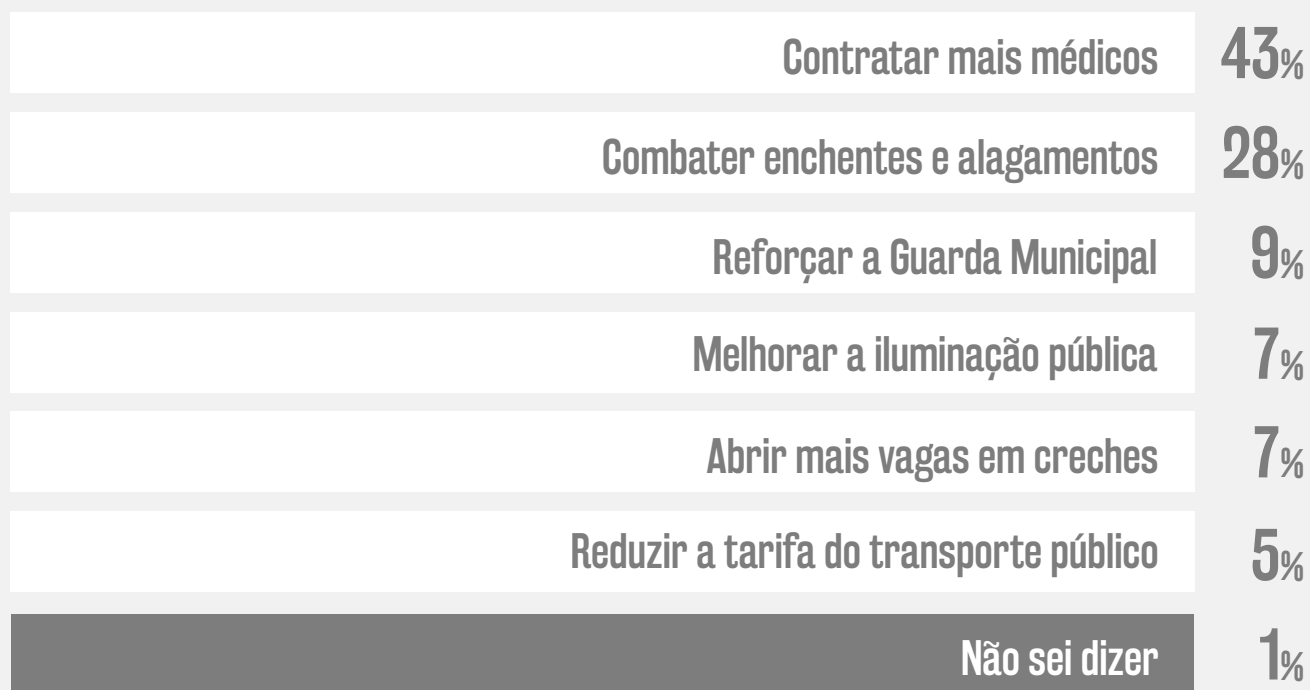 Contratar mais médicos 43%
Combater enchentes e alagamentos 28%
Reforçar a Guarda Municipal 9%
Melhorar a iluminação pública 7%
Abrir mais vagas em creches 7%
Reduzir a tarifa do transporte público 5%
Não sei dizer 1%